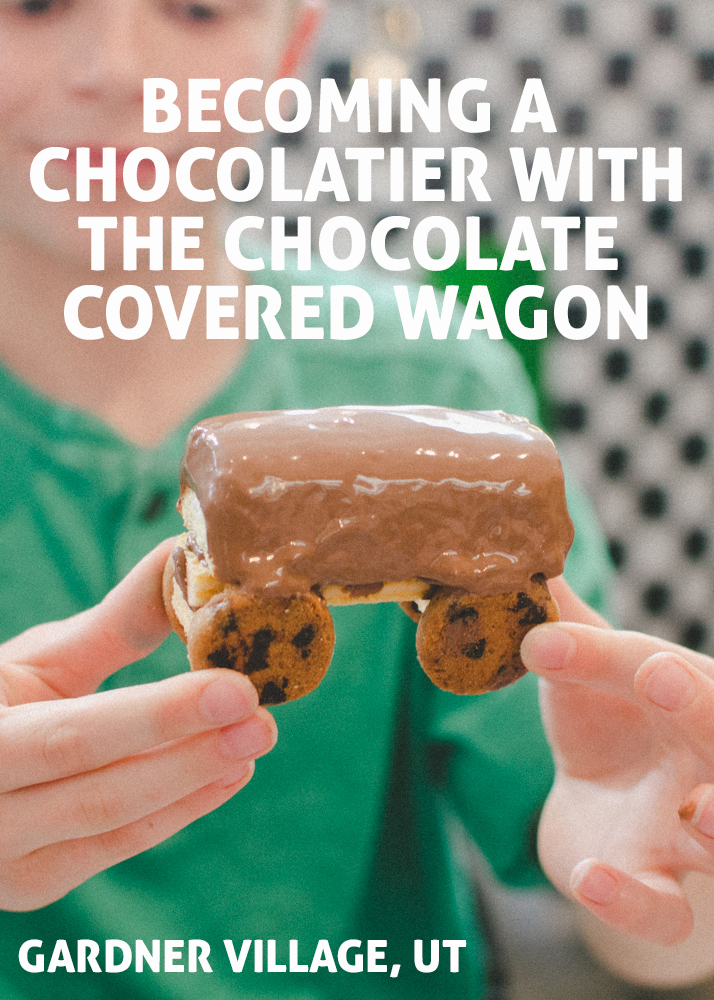 BECOMING A
CHOCOLATIER WITH
THE CHOCOLATE
COVERED WAGON
GARDNER VILLAGE, UT